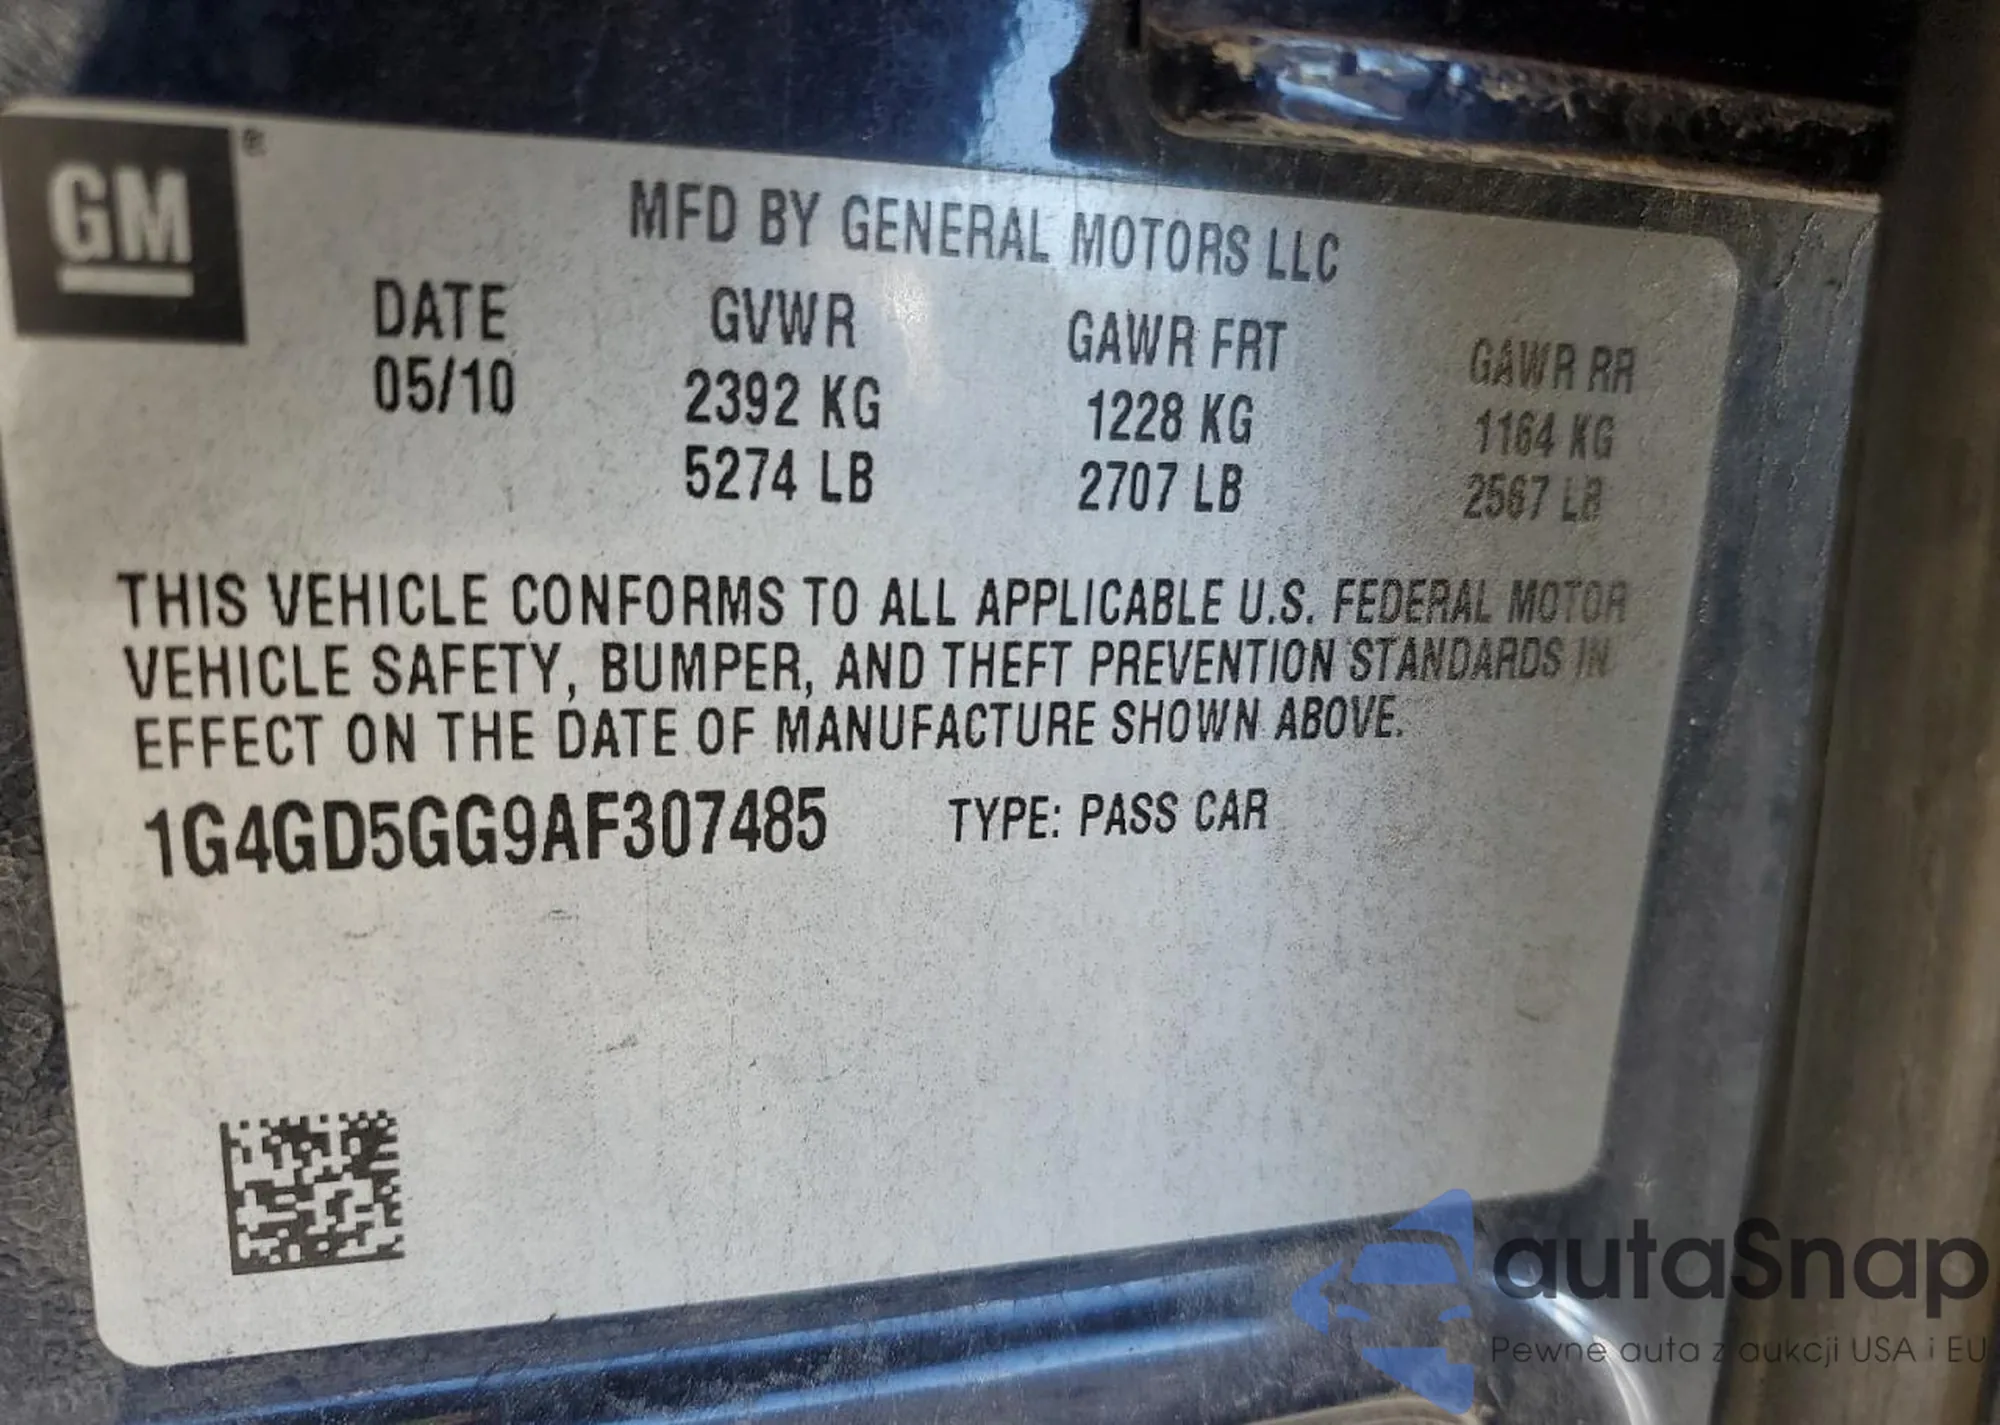 GM®
MFD BY GENERAL MOTORS LLC
DATE GVWR GAWR FRT GAWR RR
05/10 2392 KG 1228 KG 1164 KG
5274 LB 2707 LB 2567 LB
THIS VEHICLE CONFORMS TO ALL APPLICABLE U.S. FEDERAL MOTOR
VEHICLE SAFETY, BUMPER, AND THEFT PREVENTION STANDARDS IN
EFFECT ON THE DATE OF MANUFACTURE SHOWN ABOVE.
1G4GD5GG9AF307485 TYPE: PASS CAR
autaSnap
Pewne auta z aukcji USA i EU